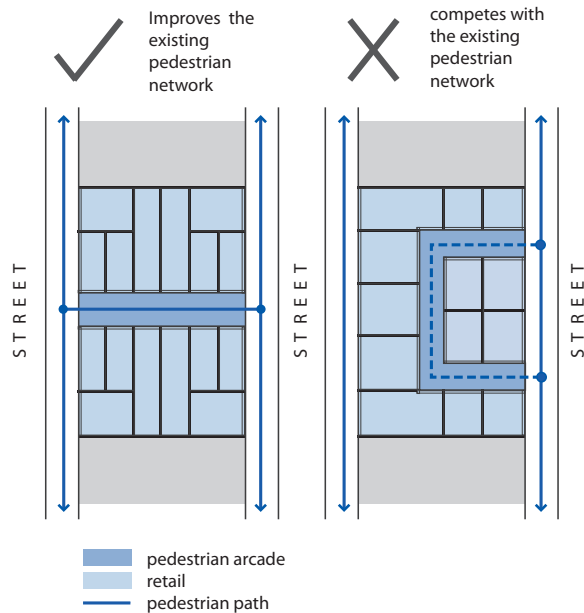 Improves the
existing
pedestrian
network
competes with
the existing
pedestrian
network
STREET
STREET
STREET
pedestrian arcade
retail
pedestrian path